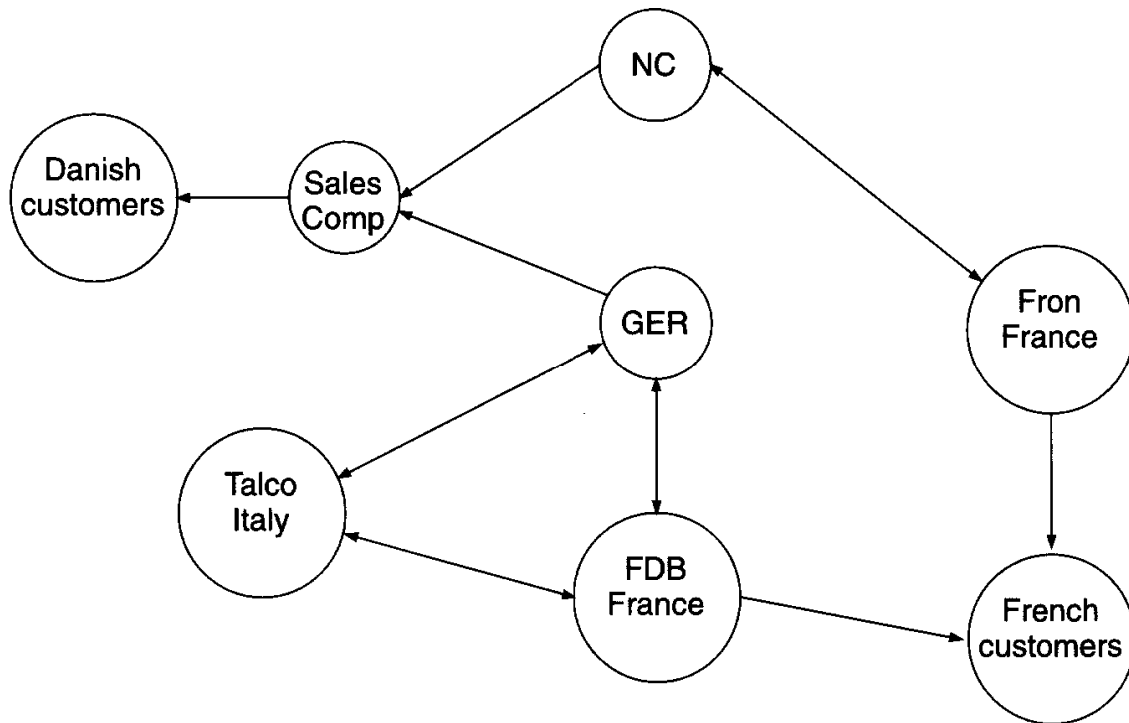 NC
Danish
customers
Sales
Comp
Fron
France
GER
Talco
Italy
FDB
France
French
customers